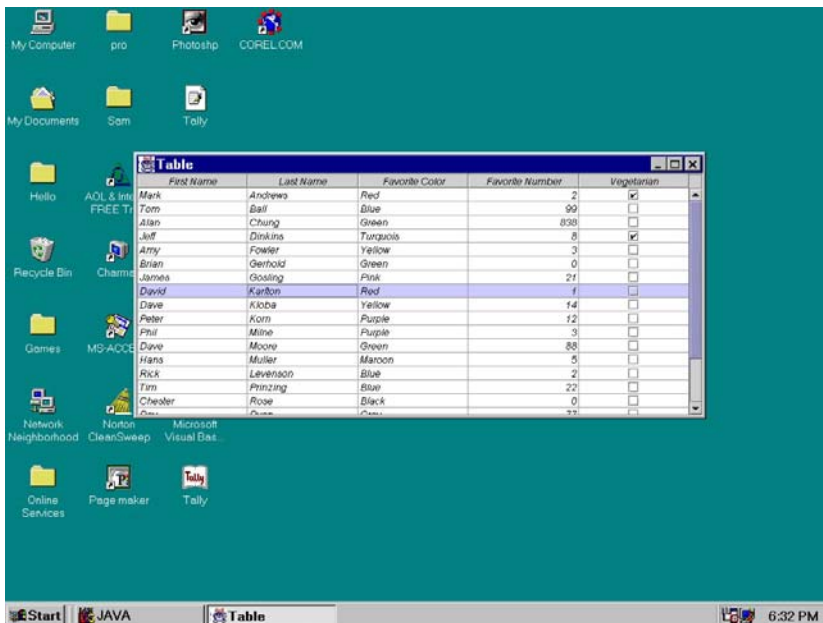 My Computer pro Photoshp COREL.COM
My Documents Sam Tally
Table
First Name Last Name Favorite Color Favorite Number Vegetarian
Mark Andrews Red 2
Tom Ball Blue 99
Alan Chung Green 838
Jeff Dinkins Turquois 8
Amy Fowler Yellow 3
Brian Gerhold Green 0
James Gosling Pink 21
David Karlton Red 1
Dave Kloba Yellow 14
Peter Korn Purple 12
Phil Milne Purple 3
Dave Moore Green 88
Hans Muller Maroon 5
Rick Levenson Blue 2
Tim Prinzing Blue 22
Chester Rose Black 0
77
Hello AOL & Inte
FREE Tr
Recycle Bin Charma
Games MS-ACCE
Network Norton Microsoft
Neighborhood CleanSweep Visual Bas...
Tally
Online Page maker Tally
Services
Start JAVA Table 6:32 PM